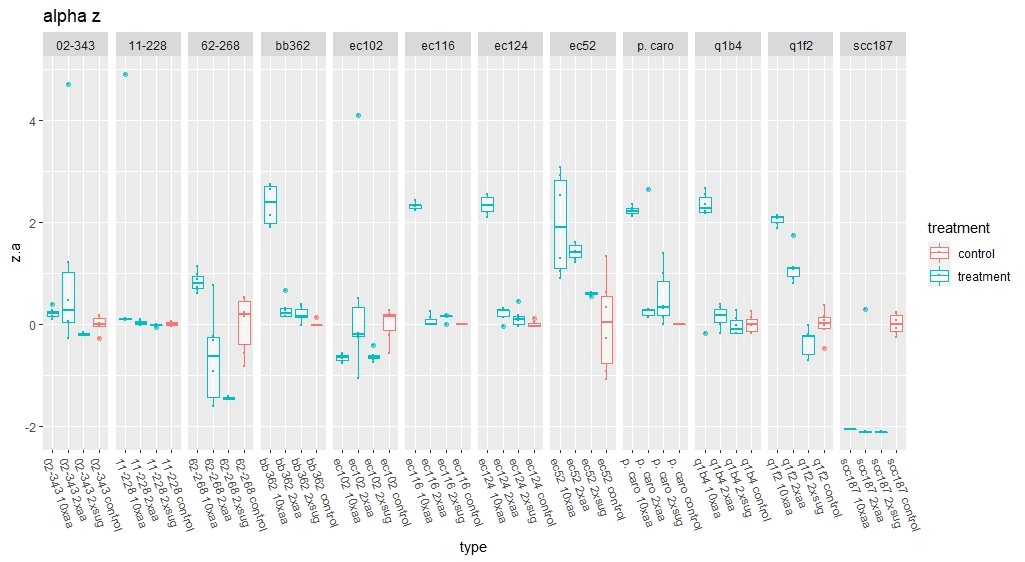 alpha z
02-343 11-228 62-268 bb362 ec102 ec116 ec124 ec52 p. caro q1b4 q1f2 scc187
z.a
4
2
0
-2
02-343 10xaa
02-343 2xaa
02-343 2xsug
02-343 control
11-228 10xaa
11-228 2xaa
11-228 2xsug
11-228 control
62-268 10xaa
62-268 2xaa
62-268 2xsug
62-268 control
bb362 10xaa
bb362 2xaa
bb362 2xsug
bb362 control
ec102 10xaa
ec102 2xaa
ec102 2xsug
ec102 control
ec116 10xaa
ec116 2xaa
ec116 2xsug
ec116 control
ec124 10xaa
ec124 2xaa
ec124 2xsug
ec124 control
ec52 10xaa
ec52 2xaa
ec52 2xsug
ec52 control
p. caro 10xaa
p. caro 2xaa
p. caro 2xsug
p. caro control
q1b4 10xaa
q1b4 2xaa
q1b4 2xsug
q1b4 control
q1f2 10xaa
q1f2 2xaa
q1f2 2xsug
q1f2 control
scc187 10xaa
scc187 2xaa
scc187 2xsug
scc187 control
type
treatment
control
treatment